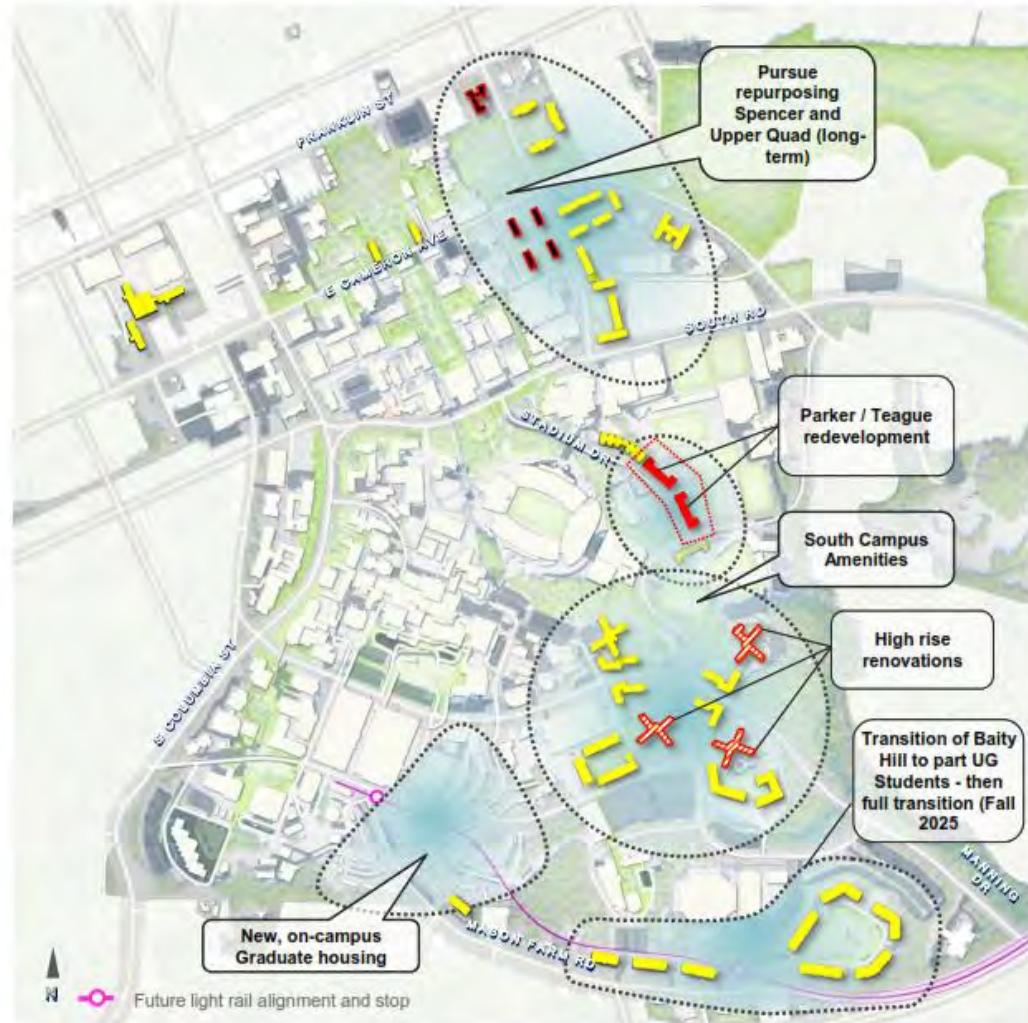 Pursue
repurposing
Spencer and
Upper Quad (long-
term)
FRANKLIN ST
E CAMERON AVE
SOUTH RD
STADIUM DR
Parker / Teague
redevelopment
South Campus
Amenities
High rise
renovations
S COLUMBIA ST
Transition of Baity
Hill to part UG
Students - then
full transition (Fall
2025
MANNING
DR
New, on-campus
Graduate housing
MASON FARM RD
N
Future light rail alignment and stop